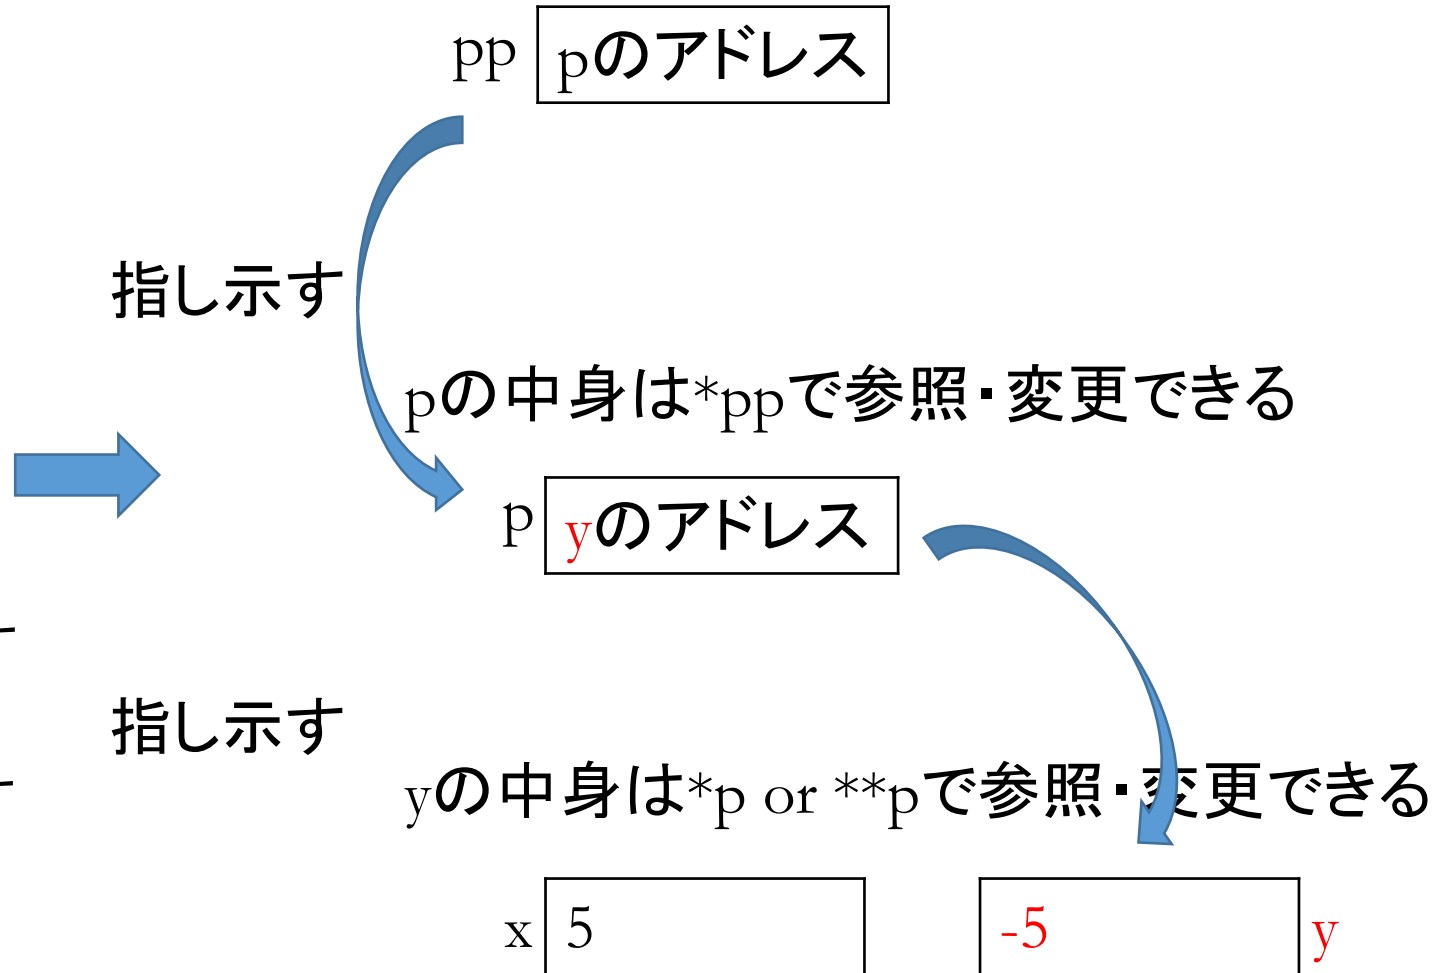 pp pのアドレス
指し示す
pの中身は*ppで参照・変更できる
p yのアドレス
指し示す
yの中身は*p or **pで参照・変更できる
x 5 -5 y